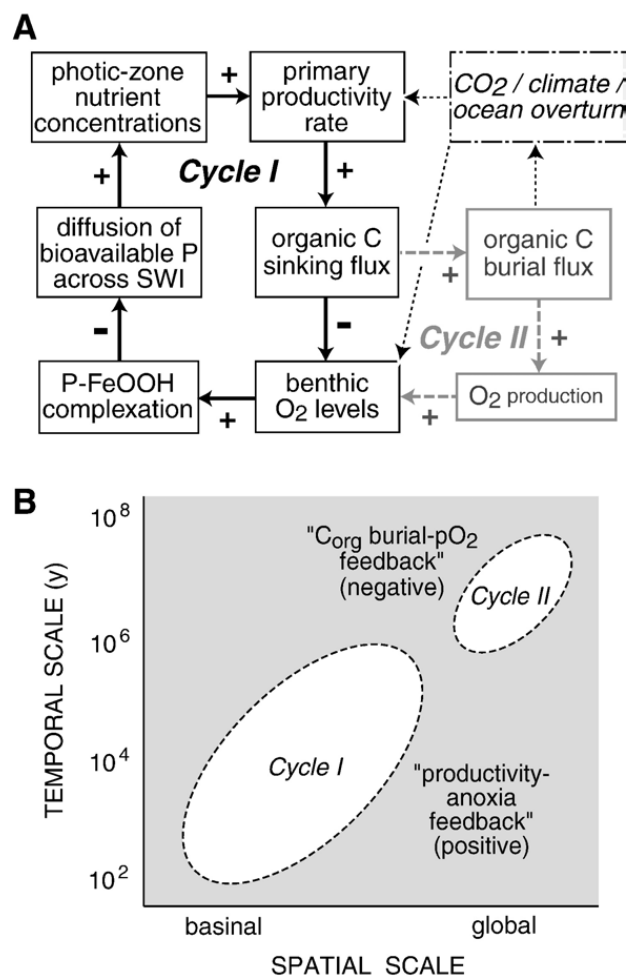 A
photic-zone
nutrient
concentrations
+
primary
productivity
rate
CO2 / climate /
ocean overturn
Cycle I
+
+
diffusion of
bioavailable P
across SWI
organic C
sinking flux
+
organic C
burial flux
-
-
Cycle II
+
P-FeOOH
complexation
+
benthic
O2 levels
+
O2 production
B
TEMPORAL SCALE (y)
10^8
10^6
10^4
10^2
"Corg burial-pO2
feedback"
(negative)
Cycle II
Cycle I
"productivity-
anoxia
feedback"
(positive)
basinal
global
SPATIAL SCALE